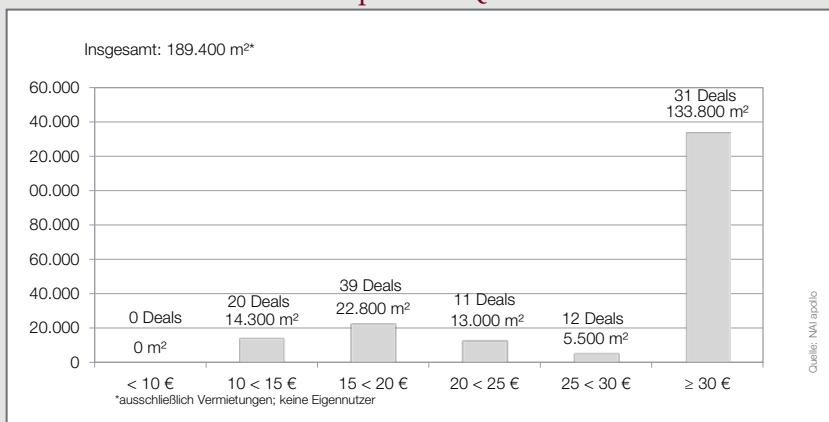 Insgesamt: 189.400 m²*
60.000
40.000
20.000
00.000
80.000
60.000
40.000
20.000
0
0 Deals
0 m²
20 Deals
14.300 m²
39 Deals
22.800 m²
11 Deals
13.000 m²
12 Deals
5.500 m²
31 Deals
133.800 m²
< 10 €
10 < 15 €
15 < 20 €
20 < 25 €
25 < 30 €
≥ 30 €
*ausschließlich Vermietungen; keine Eigennutzer
Quelle: NAI apollo